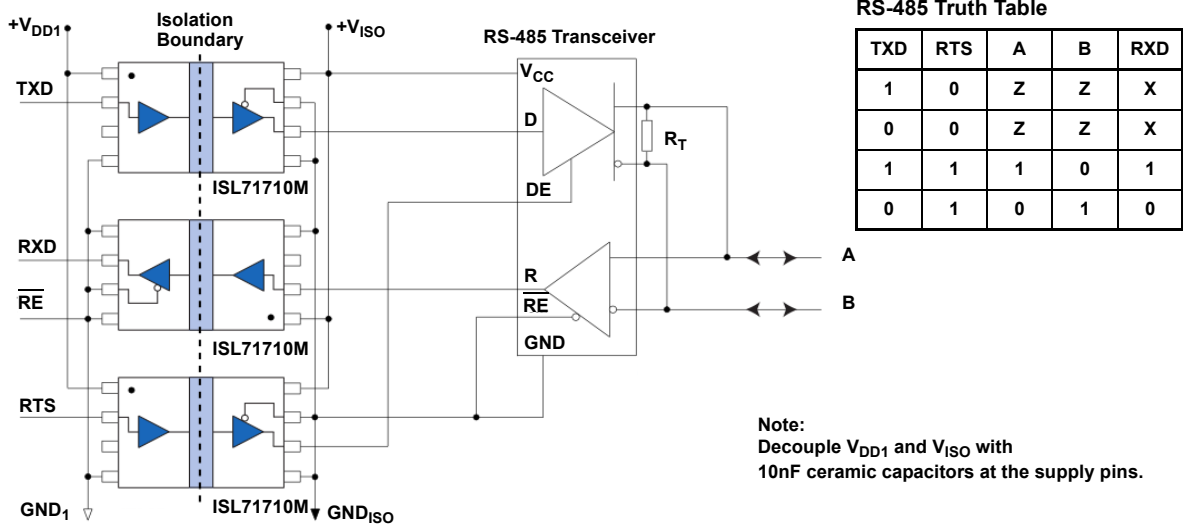 +VDD1
Isolation
Boundary
+VISO
RS-485 Transceiver
RS-485 Truth Table
TXD RTS A B RXD
1 0 Z Z X
0 0 Z Z X
1 1 1 0 1
0 1 0 1 0
TXD
VCC
D
RT
DE
ISL71710M
RXD
RE
R
RE
GND
ISL71710M
A
B
RTS
GND1
ISL71710M
GNDISO
Note:
Decouple VDD1 and VISO with
10nF ceramic capacitors at the supply pins.